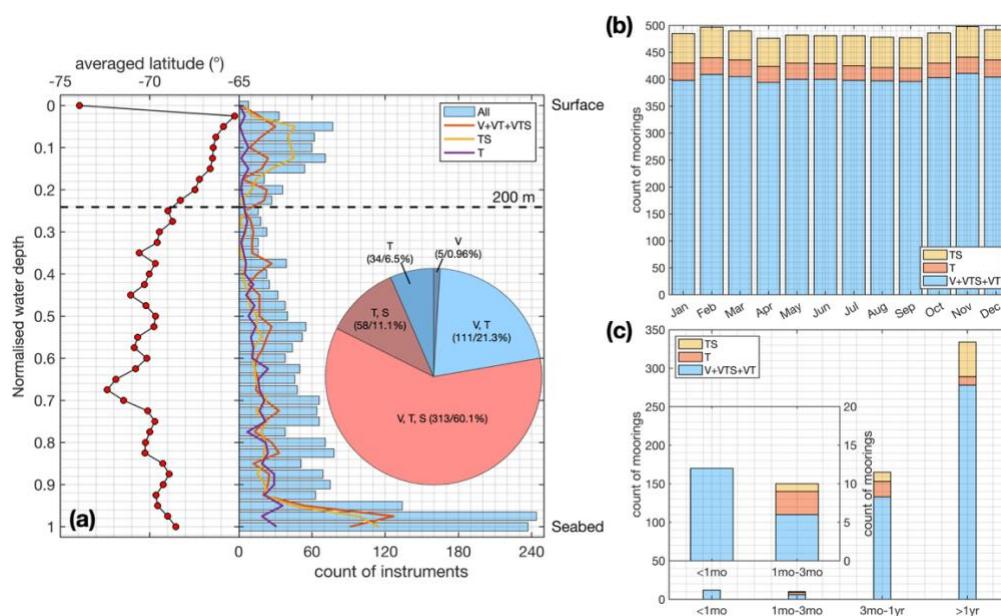 averaged latitude (°)
-75 -70 -65
0 Surface
0.1
0.2
0.3
0.4
0.5
0.6
0.7
0.8
0.9
1 Seabed
Normalised water depth
All
V+VT+VTS
TS
T
200 m
V
(5/0.96%)
T
(34/6.5%)
T, S
(58/11.1%)
V, T
(111/21.3%)
V, T, S (313/60.1%)
(a)
0 60 120 180 240
count of instruments
(b)
500
450
400
350
300
250
200
150
100
50
0
count of moorings
TS
T
V+VTS+VT
Jan Feb Mar Apr May Jun Jul Aug Sep Oct Nov Dec
(c)
350
300
250
200
150
100
50
0
count of moorings
TS
T
V+VTS+VT
20
15
10
5
0
count of moorings
<1mo 1mo-3mo
<1mo 1mo-3mo 3mo-1yr >1yr